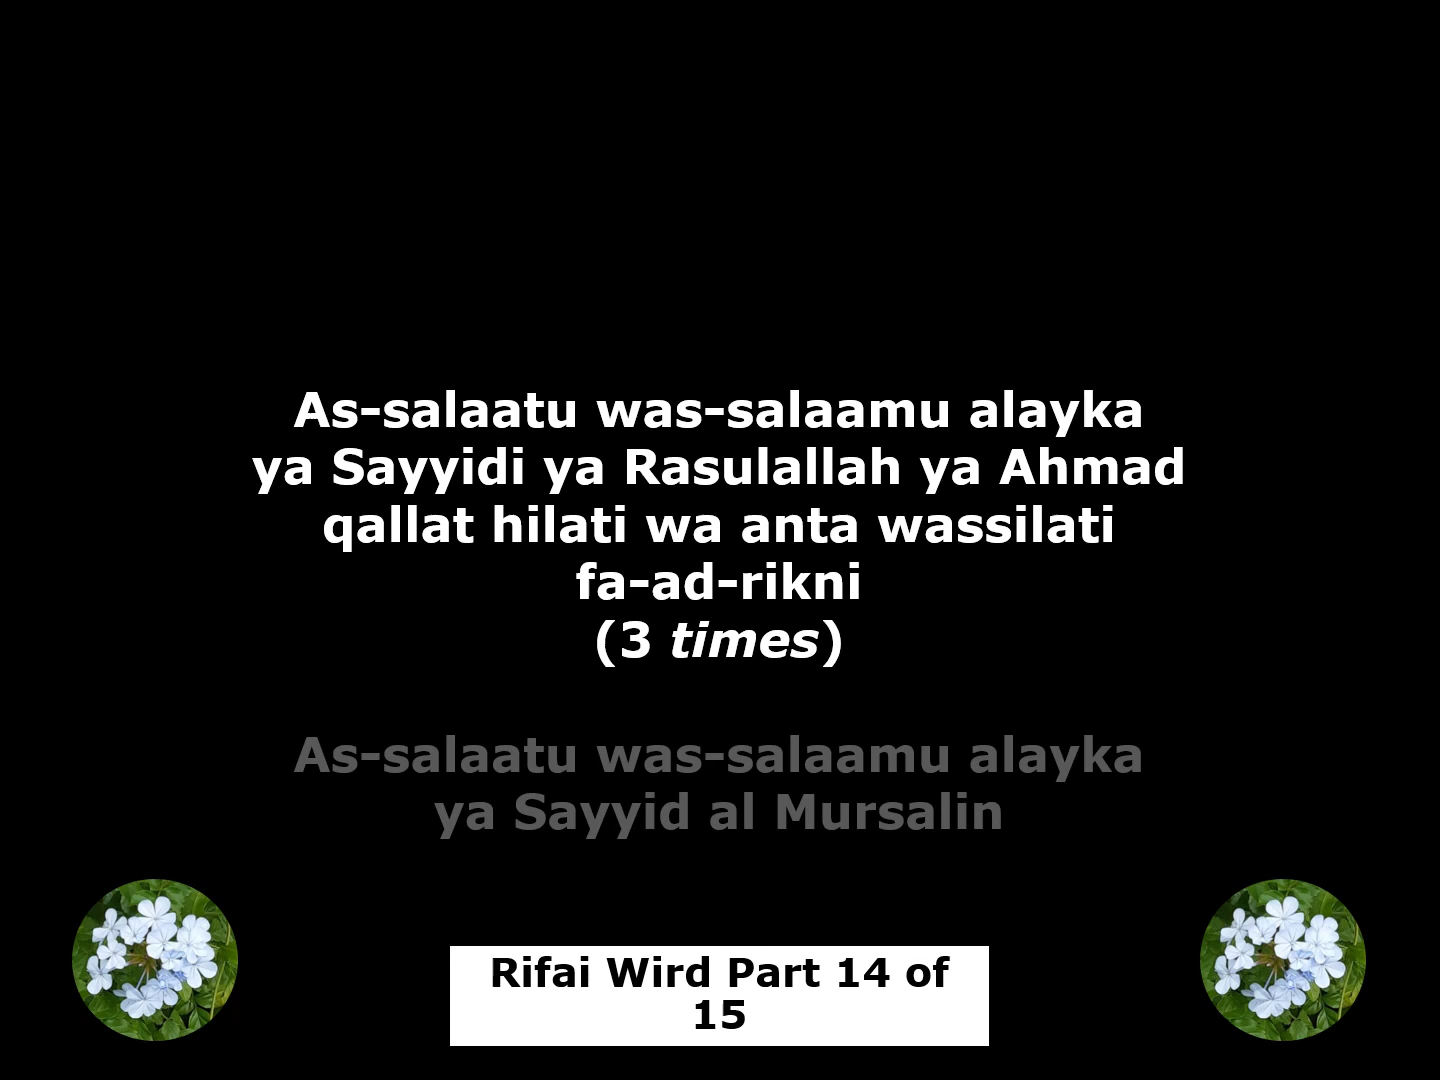 As-salaatu was-salaamu alayka
ya Sayyidi ya Rasulallah ya Ahmad
qallat hilati wa anta wassilati
fa-ad-rikni
(3 times)
As-salaatu was-salaamu alayka
ya Sayyid al Mursalin
Rifai Wird Part 14 of
15